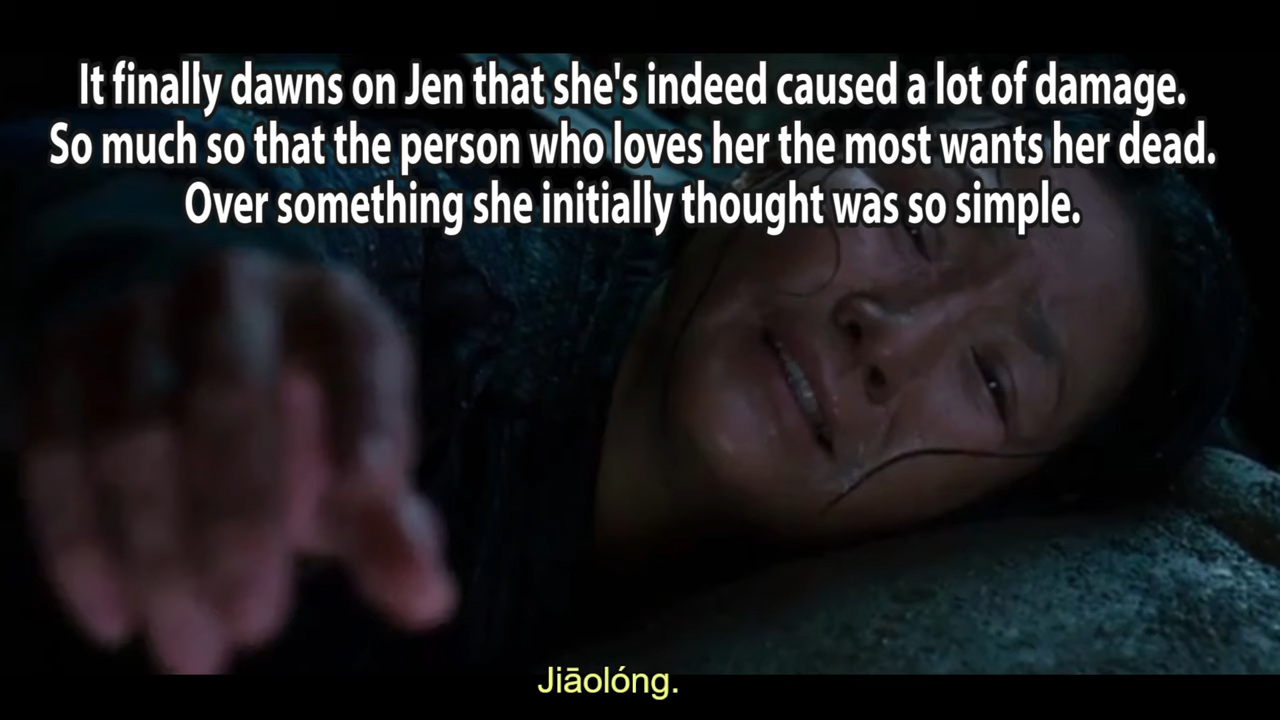 It finally dawns on Jen that she's indeed caused a lot of damage.
So much so that the person who loves her the most wants her dead.
Over something she initially thought was so simple.
Jiāolóng.